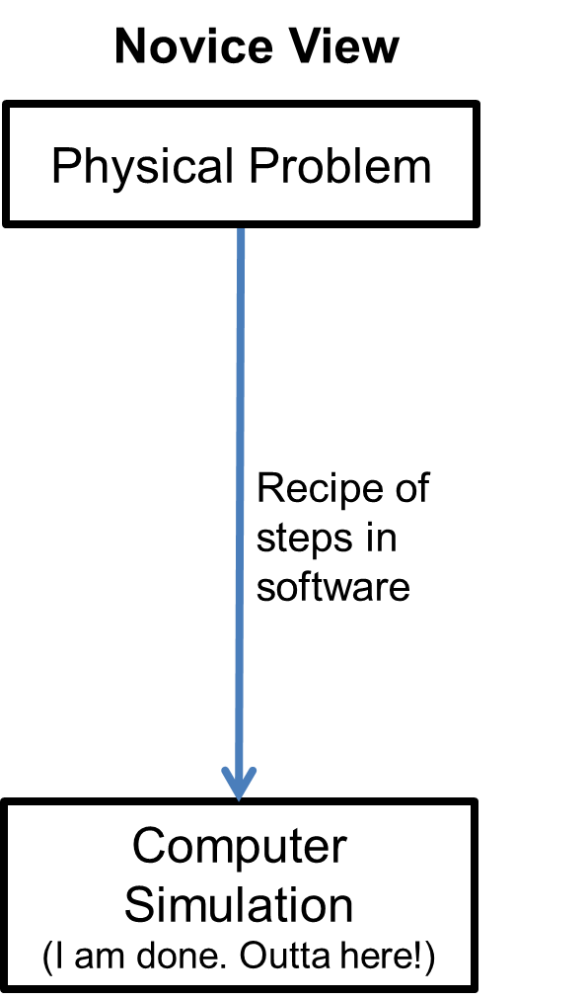 Novice View
Physical Problem
Recipe of
steps in
software
Computer
Simulation
(I am done. Outta here!)